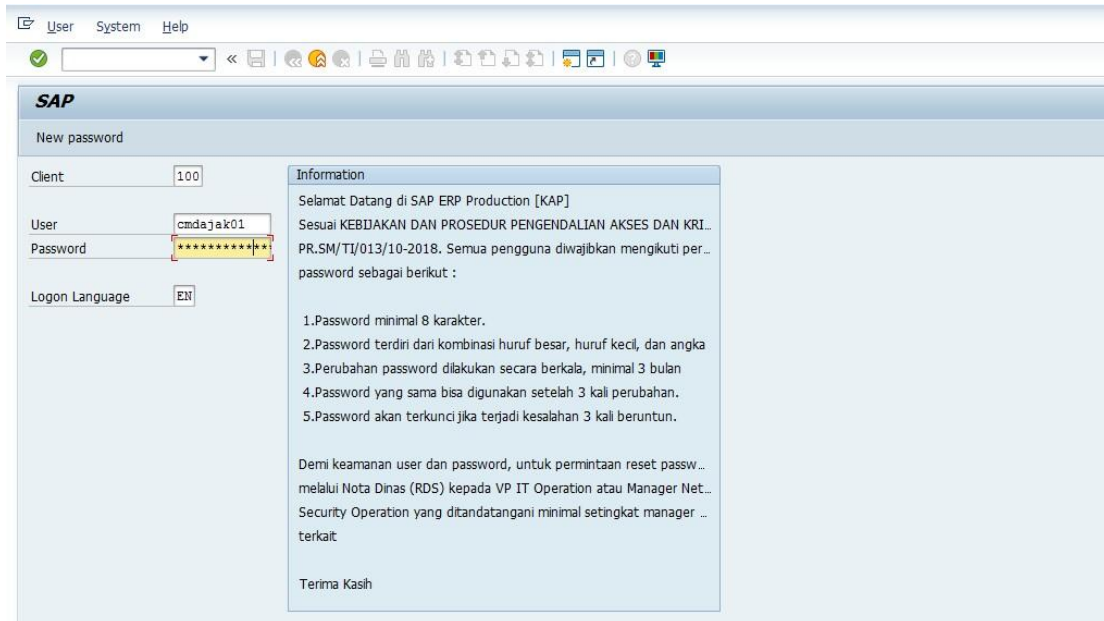 User System Help
SAP
New password
Client 100
User cmdajak01
Password *************
Logon Language EN
Information
Selamat Datang di SAP ERP Production [KAP]
Sesuai KEBIJAKAN DAN PROSEDUR PENGENDALIAN AKSES DAN KRI...
PR.SM/TI/013/10-2018. Semua pengguna diwajibkan mengikuti per...
password sebagai berikut :
1.Password minimal 8 karakter.
2.Password terdiri dari kombinasi huruf besar, huruf kecil, dan angka
3.Perubahan password dilakukan secara berkala, minimal 3 bulan
4.Password yang sama bisa digunakan setelah 3 kali perubahan.
5.Password akan terkunci jika terjadi kesalahan 3 kali beruntun.
Demi keamanan user dan password, untuk permintaan reset passw...
melalui Nota Dinas (RDS) kepada VP IT Operation atau Manager Net...
Security Operation yang ditandatangani minimal setingkat manager ...
terkait
Terima Kasih